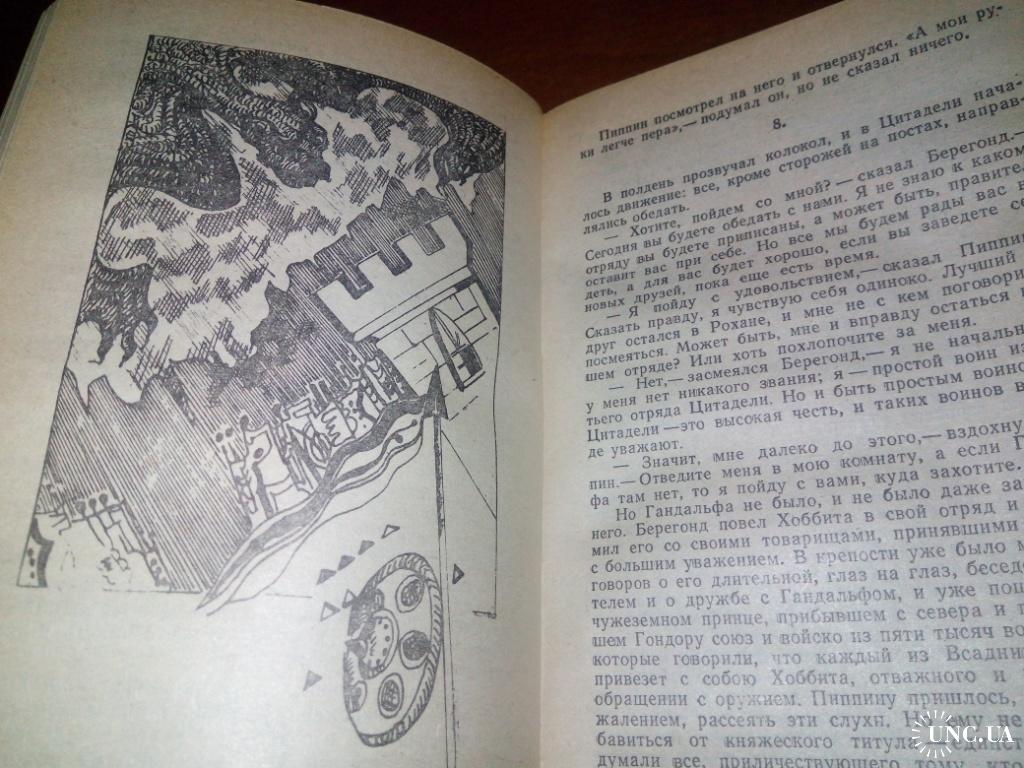 Пиппин посмотрел на него и отвернулся. «А мои ру-
ки легче пера»,— подумал он, но не сказал ничего.
8.
В полдень прозвучал колокол, и в Цитадели нача-
лось движение: все, кроме сторожей на постах, направ-
лялись обедать.
— Хотите, пойдем со мной? — сказал Берегонд.—
Сегодня вы будете обедать с нами. Я не знаю к каком
отряду вы будете приписаны, а может быть, правите
оставит вас при себе. Но все мы будем рады вас в
деть, а для вас будет хорошо, если вы заведете се
новых друзей, пока еще есть время.
— Я пойду с удовольствием,— сказал Пиппин
Сказать правду, я чувствую себя одиноко. Лучший
друг остался в Рохане, и мне не с кем поговори
посмеяться. Может быть, мне и вправду остаться в
шем отряде? Или хоть похлопочите за меня.
— Нет,— засмеялся Берегонд,— я не начальн
у меня нет никакого звания; я — простой воин из
тьего отряда Цитадели. Но и быть простым воино
Цитадели — это высокая честь, и таких воинов в
де уважают.
— Значит, мне далеко до этого,— вздохну
пин.— Отведите меня в мою комнату, а если Г
фа там нет, то я пойду с вами, куда захотите.
Но Гандальфа не было, и не было даже за
него. Берегонд повел Хоббита в свой отряд и
мил его со своими товарищами, принявшими
с большим уважением. В крепости уже было м
говоров о его длительной, глаз на глаз, бесед
телем и о дружбе с Гандальфом, и уже пош
чужеземном принце, прибывшем с севера и п
шем Гондору союз и войско из пяти тысяч во
которые говорили, что каждый из Всадни
привезет с собою Хоббита, отважного и
обращении с оружием. Пиппину пришлось,
жалением, рассеять эти слухи. Но ему не
бавиться от княжеского титула, единст
думали все, приличествующего тому, кто
UNC.UA